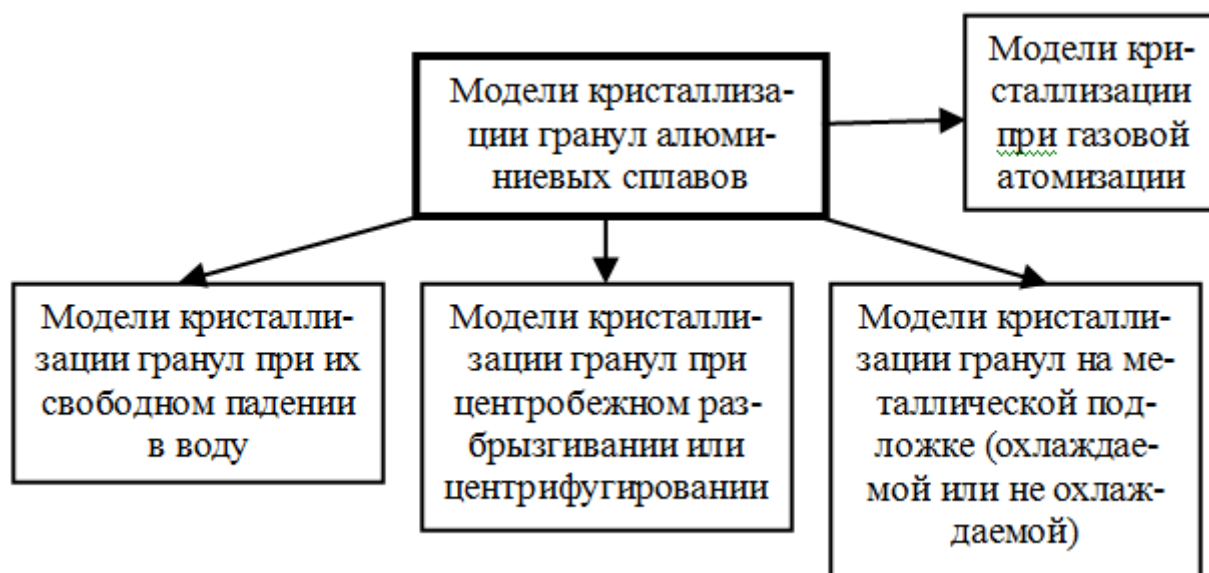 Модели кристаллиза-
ции гранул алюми-
ниевых сплавов
Модели кри-
сталлизации
при газовой
атомизации
Модели кристалли-
зации гранул при их
свободном падении
в воду
Модели кристалли-
зации гранул при
центробежном раз-
брызгивании или
центрифугировании
Модели кристалли-
зации гранул на ме-
таллической под-
ложке (охлаждае-
мой или не охлаж-
даемой)